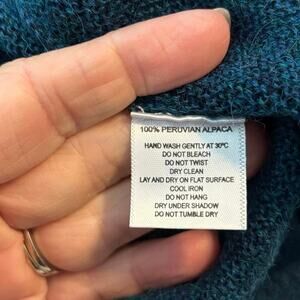 100% PERUVIAN ALPACA
HAND WASH GENTLY AT 30°C
DO NOT BLEACH
DO NOT TWIST
DRY CLEAN
LAY AND DRY ON FLAT SURFACE
COOL IRON
DO NOT HANG
DRY UNDER SHADOW
DO NOT TUMBLE DRY